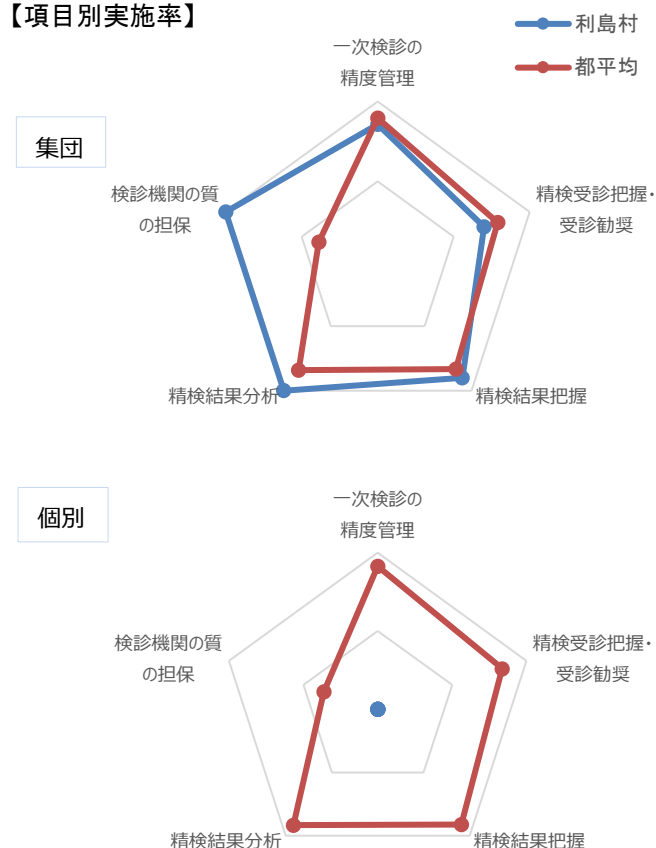 【項目別実施率】
利島村
都平均
集団
一次検診の
精度管理
精検受診把握・
受診勧奨
精検結果把握
精検結果分析
検診機関の質
の担保
個別
一次検診の
精度管理
精検受診把握・
受診勧奨
精検結果把握
精検結果分析
検診機関の質
の担保